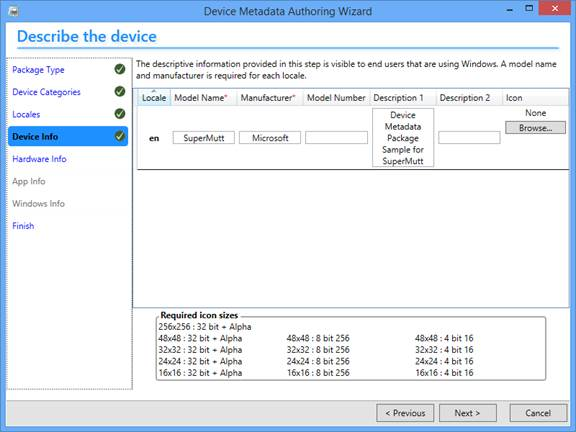 Device Metadata Authoring Wizard
Describe the device
Package Type
Device Categories
Locales
Device Info
Hardware Info
App Info
Windows Info
Finish
The descriptive information provided in this step is visible to end users that are using Windows. A model name
and manufacturer is required for each locale.
Locale Model Name* Manufacturer* Model Number Description 1 Description 2 Icon
en SuperMutt Microsoft
Device
Metadata
Package
Sample for
SuperMutt
None
Browse...
Required icon sizes
256x256 : 32 bit + Alpha
48x48 : 32 bit + Alpha 48x48 : 8 bit 256 48x48 : 4 bit 16
32x32 : 32 bit + Alpha 32x32 : 8 bit 256 32x32 : 4 bit 16
24x24 : 32 bit + Alpha 24x24 : 8 bit 256 24x24 : 4 bit 16
16x16 : 32 bit + Alpha 16x16 : 8 bit 256 16x16 : 4 bit 16
< Previous Next > Cancel